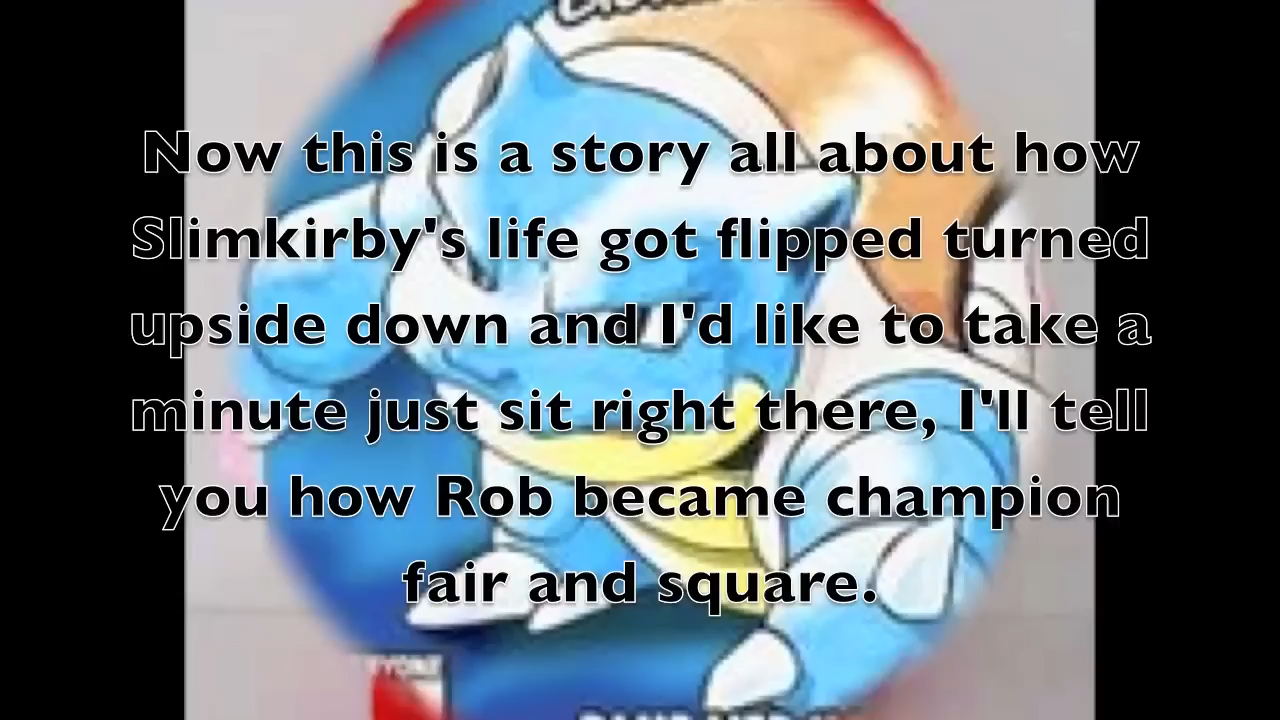 Now this is a story all about how
Slimkirby's life got flipped turned
upside down and I'd like to take a
minute just sit right there, I'll tell
you how Rob became champion
fair and square.